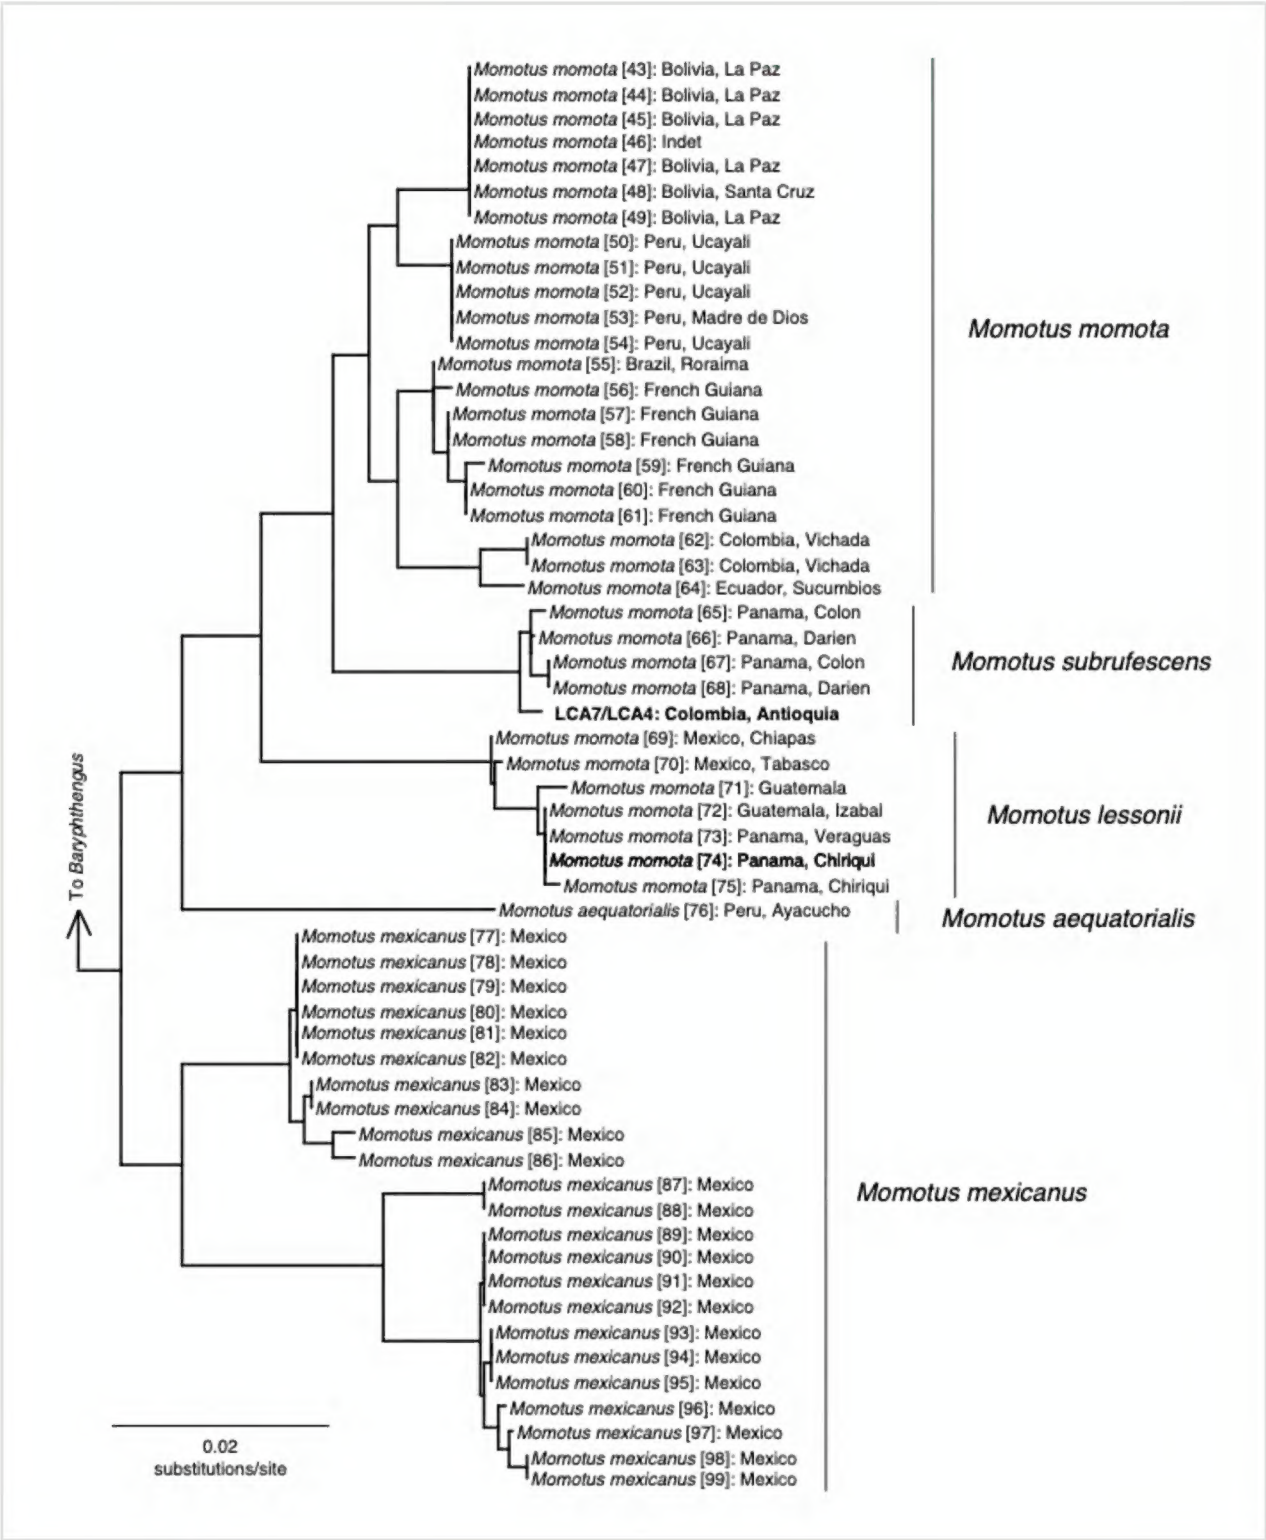 Momotus momota [43]: Bolivia, La Paz
Momotus momota [44]: Bolivia, La Paz
Momotus momota [45]: Bolivia, La Paz
Momotus momota [46]: Indet
Momotus momota [47]: Bolivia, La Paz
Momotus momota [48]: Bolivia, Santa Cruz
Momotus momota [49]: Bolivia, La Paz
Momotus momota [50]: Peru, Ucayali
Momotus momota [51]: Peru, Ucayali
Momotus momota [52]: Peru, Ucayali
Momotus momota [53]: Peru, Madre de Dios
Momotus momota [54]: Peru, Ucayali
Momotus momota [55]: Brazil, Roraima
Momotus momota [56]: French Guiana
Momotus momota [57]: French Guiana
Momotus momota [58]: French Guiana
Momotus momota [59]: French Guiana
Momotus momota [60]: French Guiana
Momotus momota [61]: French Guiana
Momotus momota [62]: Colombia, Vichada
Momotus momota [63]: Colombia, Vichada
Momotus momota [64]: Ecuador, Sucumbios
Momotus momota
Momotus momota [65]: Panama, Colon
Momotus momota [66]: Panama, Darien
Momotus momota [67]: Panama, Colon
Momotus momota [68]: Panama, Darien
LCA7/LCA4: Colombia, Antioquia
Momotus subrufescens
Momotus momota [69]: Mexico, Chiapas
Momotus momota [70]: Mexico, Tabasco
Momotus momota [71]: Guatemala
Momotus momota [72]: Guatemala, Izabal
Momotus momota [73]: Panama, Veraguas
Momotus momota [74]: Panama, Chiriqui
Momotus momota [75]: Panama, Chiriqui
Momotus lessonii
Momotus aequatorialis [76]: Peru, Ayacucho
Momotus aequatorialis
Momotus mexicanus [77]: Mexico
Momotus mexicanus [78]: Mexico
Momotus mexicanus [79]: Mexico
Momotus mexicanus [80]: Mexico
Momotus mexicanus [81]: Mexico
Momotus mexicanus [82]: Mexico
Momotus mexicanus [83]: Mexico
Momotus mexicanus [84]: Mexico
Momotus mexicanus [85]: Mexico
Momotus mexicanus [86]: Mexico
Momotus mexicanus [87]: Mexico
Momotus mexicanus [88]: Mexico
Momotus mexicanus [89]: Mexico
Momotus mexicanus [90]: Mexico
Momotus mexicanus [91]: Mexico
Momotus mexicanus [92]: Mexico
Momotus mexicanus [93]: Mexico
Momotus mexicanus [94]: Mexico
Momotus mexicanus [95]: Mexico
Momotus mexicanus [96]: Mexico
Momotus mexicanus [97]: Mexico
Momotus mexicanus [98]: Mexico
Momotus mexicanus [99]: Mexico
Momotus mexicanus
To Baryphthengus
0.02
substitutions/site